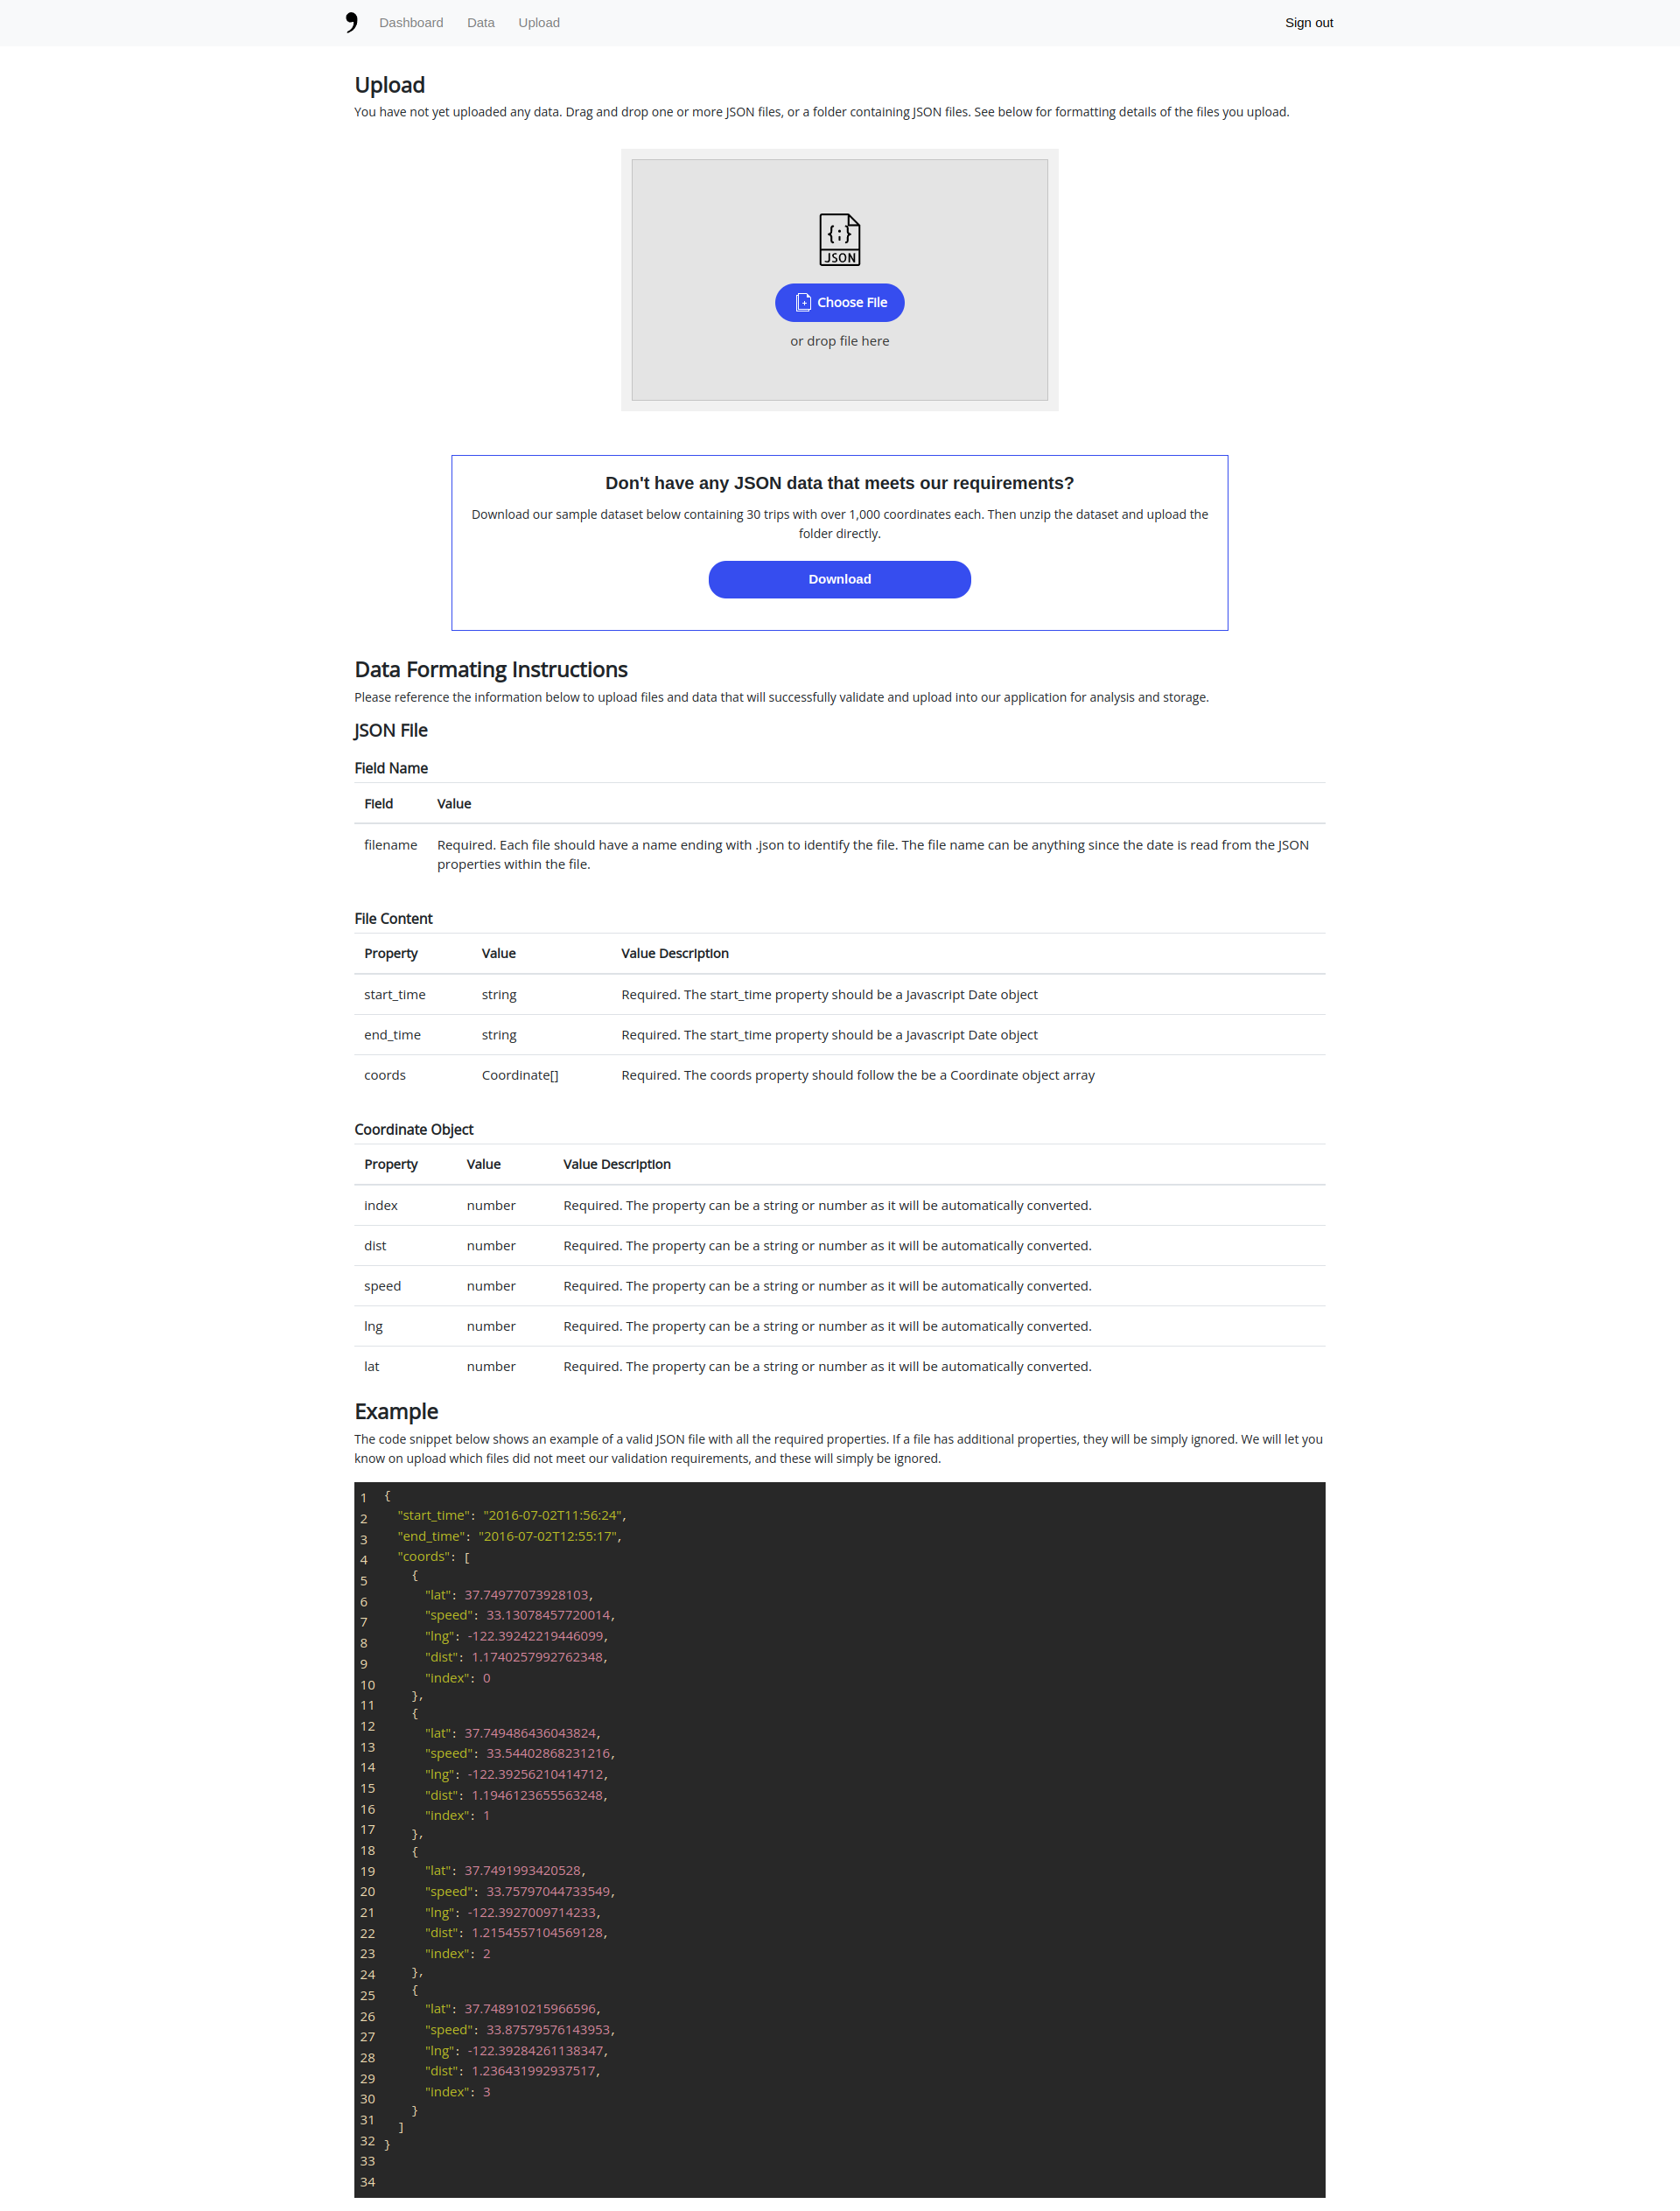 Dashboard Data Upload Sign out
Upload
You have not yet uploaded any data. Drag and drop one or more JSON files, or a folder containing JSON files. See below for formatting details of the files you upload.
{;}
JSON
Choose File
or drop file here
Don't have any JSON data that meets our requirements?
Download our sample dataset below containing 30 trips with over 1,000 coordinates each. Then unzip the dataset and upload the
folder directly.
Download
Data Formating Instructions
Please reference the information below to upload files and data that will successfully validate and upload into our application for analysis and storage.
JSON File
Field Name
Field Value
filename Required. Each file should have a name ending with .json to identify the file. The file name can be anything since the date is read from the JSON
properties within the file.
File Content
Property Value Value Description
start_time string Required. The start_time property should be a Javascript Date object
end_time string Required. The start_time property should be a Javascript Date object
coords Coordinate[] Required. The coords property should follow the be a Coordinate object array
Coordinate Object
Property Value Value Description
index number Required. The property can be a string or number as it will be automatically converted.
dist number Required. The property can be a string or number as it will be automatically converted.
speed number Required. The property can be a string or number as it will be automatically converted.
lng number Required. The property can be a string or number as it will be automatically converted.
lat number Required. The property can be a string or number as it will be automatically converted.
Example
The code snippet below shows an example of a valid JSON file with all the required properties. If a file has additional properties, they will be simply ignored. We will let you
know on upload which files did not meet our validation requirements, and these will simply be ignored.
1 {
2 "start_time": "2016-07-02T11:56:24",
3 "end_time": "2016-07-02T12:55:17",
4 "coords": [
5 {
6 "lat": 37.74977073928103,
7 "speed": 33.13078457720014,
8 "lng": -122.39242219446099,
9 "dist": 1.1740257992762348,
10 "index": 0
11 },
12 {
13 "lat": 37.749486436043824,
14 "speed": 33.54402868231216,
15 "lng": -122.39256210414712,
16 "dist": 1.1946123655563248,
17 "index": 1
18 },
19 {
20 "lat": 37.7491993420528,
21 "speed": 33.75797044733549,
22 "lng": -122.3927009714233,
23 "dist": 1.2154557104569128,
24 "index": 2
25 },
26 {
27 "lat": 37.748910215966596,
28 "speed": 33.87579576143953,
29 "lng": -122.39284261138347,
30 "dist": 1.236431992937517,
31 "index": 3
32 }
33 ]
34 }